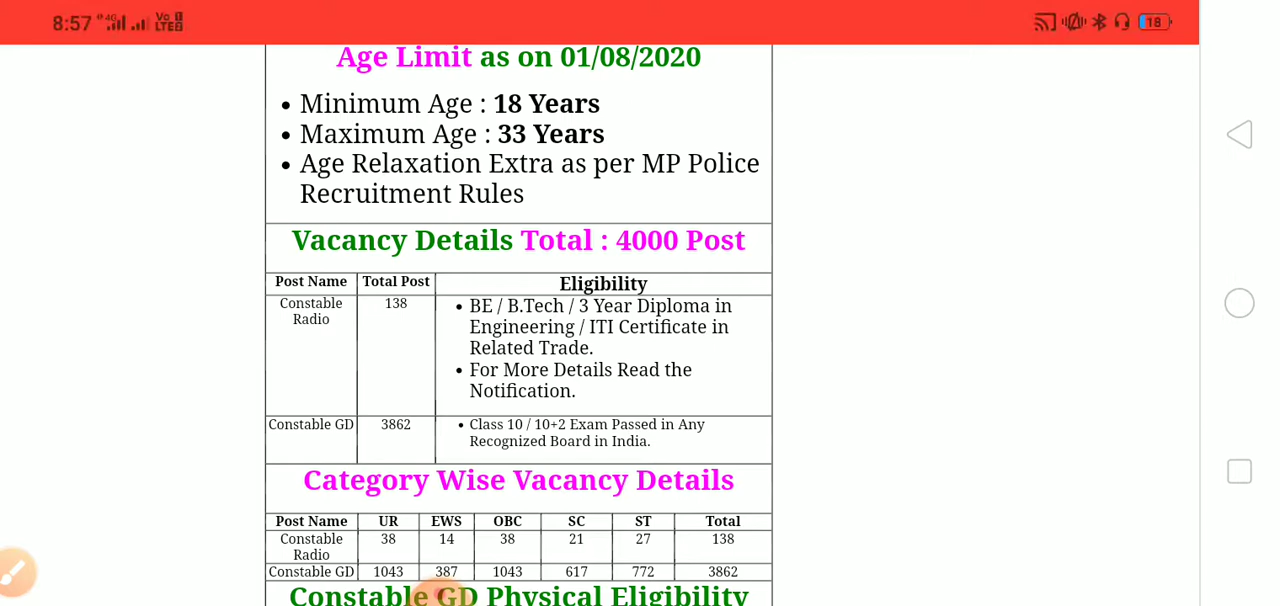 8:57 4G Vo LTE 18
Age Limit as on 01/08/2020
• Minimum Age : 18 Years
• Maximum Age : 33 Years
• Age Relaxation Extra as per MP Police
Recruitment Rules
Vacancy Details Total : 4000 Post
Post Name Total Post Eligibility
Constable Radio 138
• BE / B.Tech / 3 Year Diploma in
Engineering / ITI Certificate in
Related Trade.
• For More Details Read the
Notification.
Constable GD 3862
• Class 10 / 10+2 Exam Passed in Any
Recognized Board in India.
Category Wise Vacancy Details
Post Name UR EWS OBC SC ST Total
Constable Radio 38 14 38 21 27 138
Constable GD 1043 387 1043 617 772 3862
Constable GD Physical Eligibility